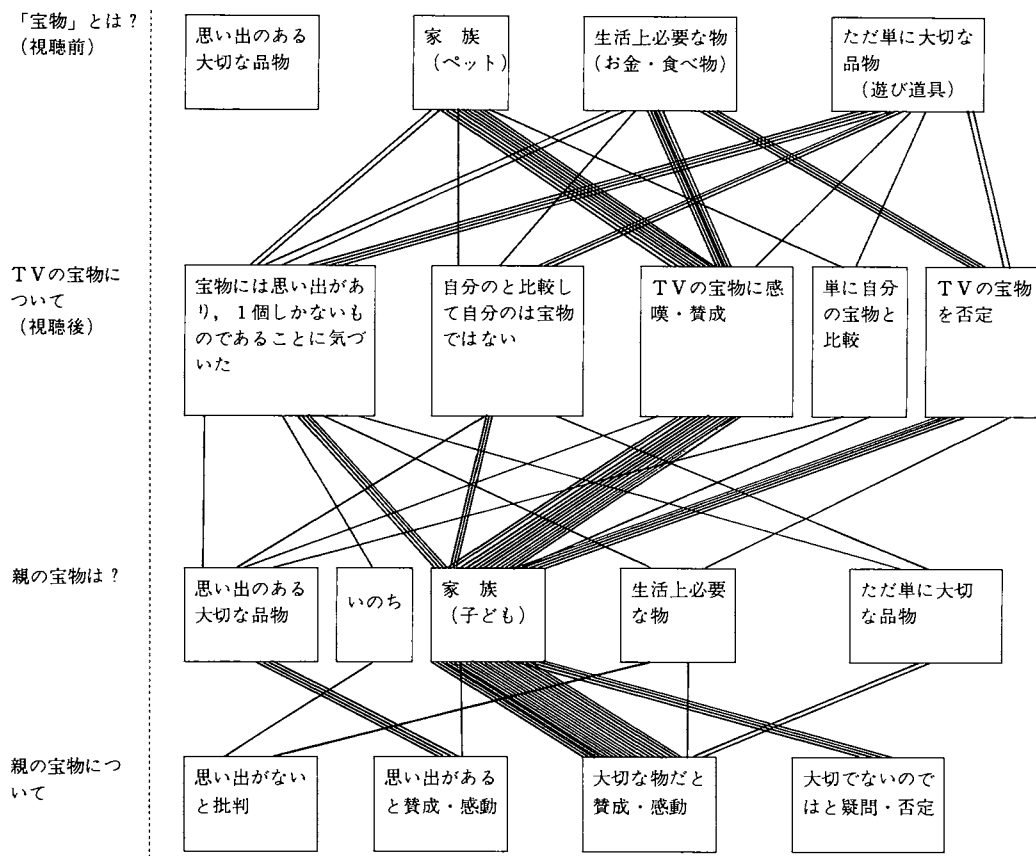 「宝物」とは？
（視聴前）
思い出のある
大切な品物
家　族
（ペット）
生活上必要な物
（お金・食べ物）
ただ単に大切な
品物
（遊び道具）
ＴＶの宝物に
ついて
（視聴後）
宝物には思い出があ
り，１個しかないも
のであることに気づ
いた
自分のと比較し
て自分のは宝物
ではない
ＴＶの宝物に感
嘆・賛成
単に自分
の宝物と
比較
ＴＶの宝物
を否定
親の宝物は？
思い出のある
大切な品物
いのち
家　族
（子ども）
生活上必要
な物
ただ単に大切
な品物
親の宝物につ
いて
思い出がない
と批判
思い出がある
と賛成・感動
大切な物だと
賛成・感動
大切でないので
はと疑問・否定